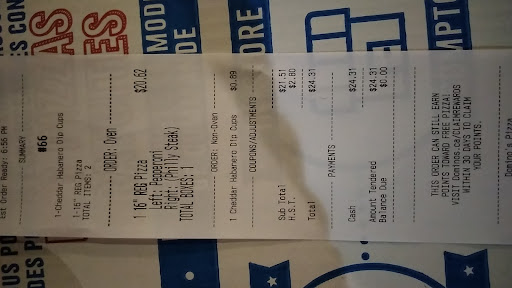 est Order Ready: 6:56 PM
SUMMARY
#66
1-Cheddar Habanero Dip Cups
1-16" REG Pizza
TOTAL ITEMS: 2
ORDER: Oven
1 16" REG Pizza $20.62
Left: Pepperoni
Right: (Philly Steak)
TOTAL BOXES: 1
ORDER: Non-Oven
1 Cheddar Habanero Dip Cups $0.89
COUPONS/ADJUSTMENTS
Sub Total $21.51
H.S.T. $2.80
Total $24.31
PAYMENTS
Cash $24.31
Amount Tendered $24.31
Balance Due $0.00
THIS ORDER CAN STILL EARN
POINTS TOWARD FREE PIZZA!
VISIT Dominos.ca/CLAIMREWARDS
WITHIN 30 DAYS TO CLAIM
YOUR POINTS.
Domino's Pizza